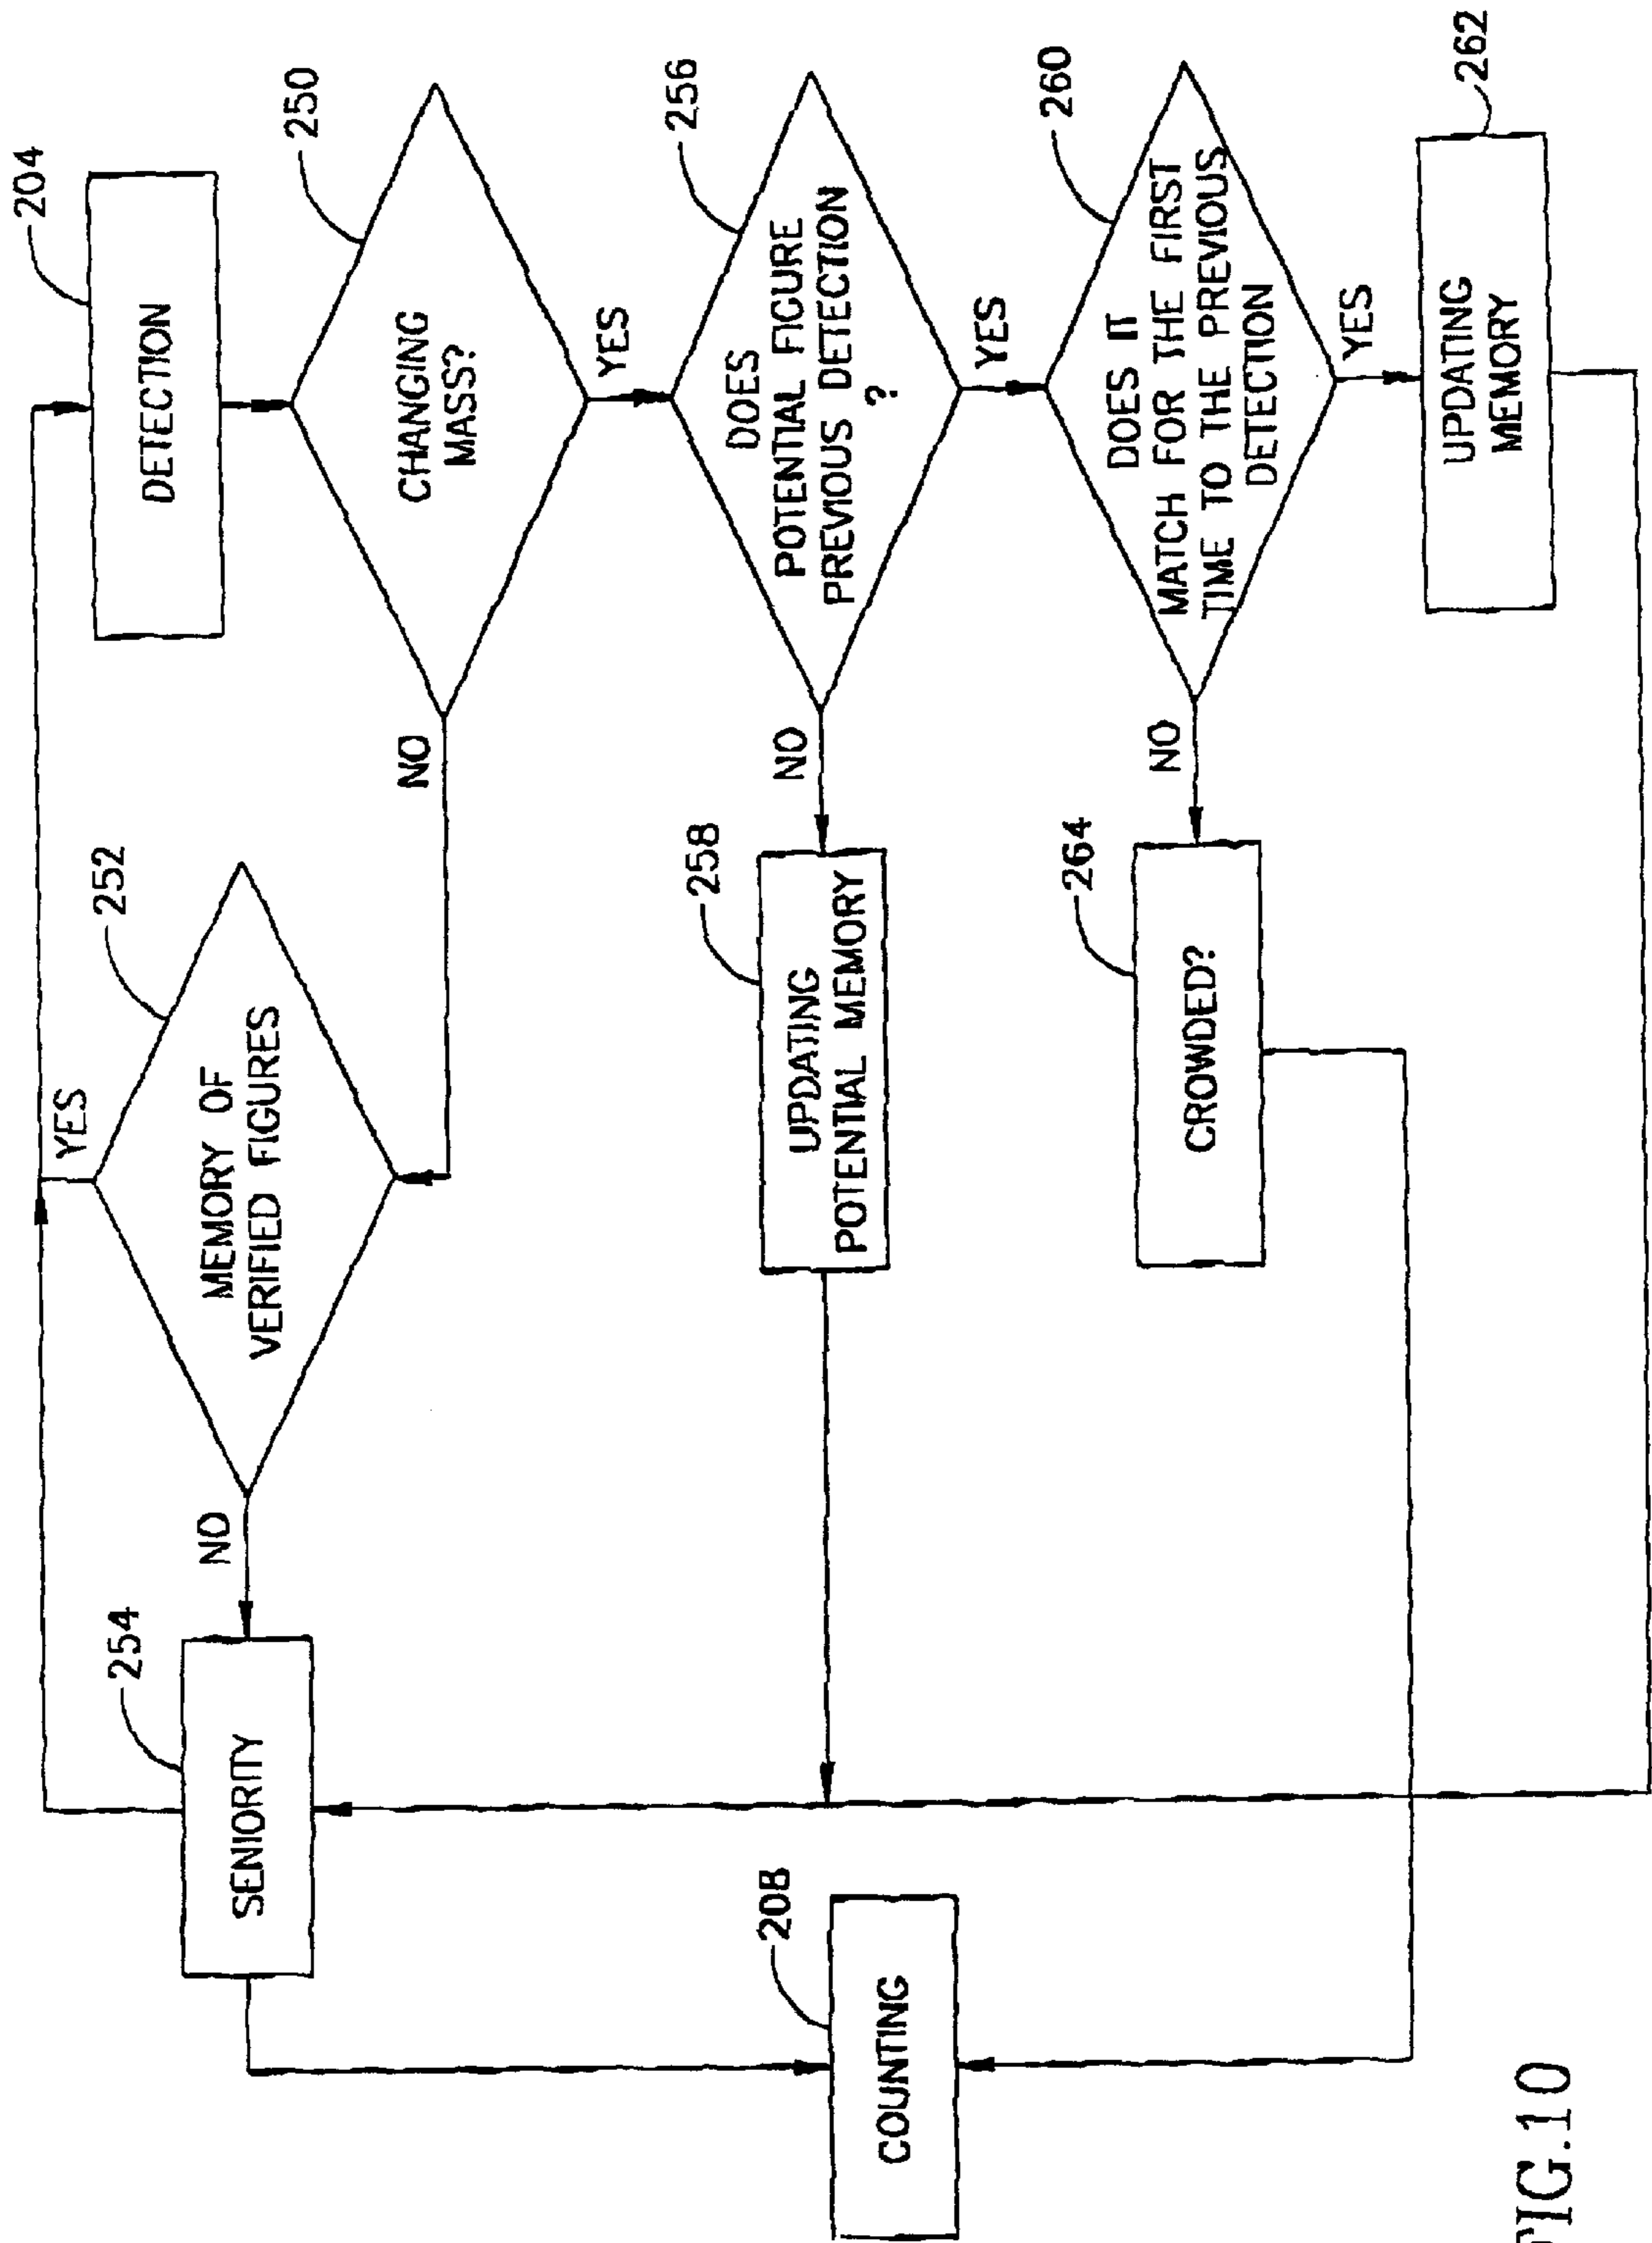 204
DETECTION
250
CHANGING
MASS?
NO
YES
252
MEMORY OF
VERIFIED FIGURES
YES
NO
254
SENIORITY
256
DOES
POTENTIAL FIGURE
PREVIOUS DETECTION
?
NO
YES
258
UPDATING
POTENTIAL MEMORY
208
COUNTING
260
DOES IT
MATCH FOR THE FIRST
TIME TO THE PREVIOUS
DETECTION
NO
YES
264
CROWDED?
262
UPDATING
MEMORY
FIG.10